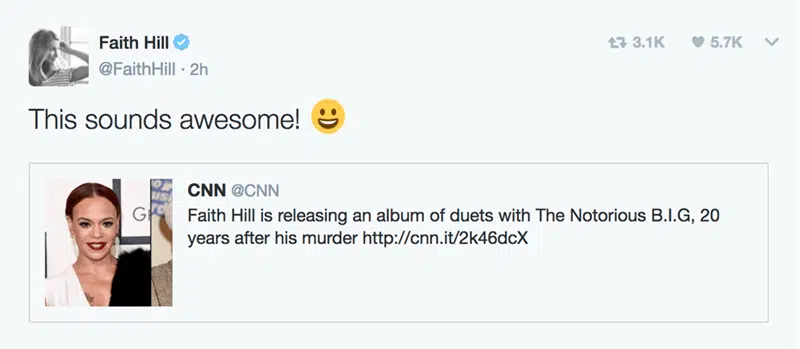 Faith Hill
3.1K 5.7K
@FaithHill · 2h
This sounds awesome! 😀
CNN @CNN
Faith Hill is releasing an album of duets with The Notorious B.I.G, 20
years after his murder http://cnn.it/2k46dcX